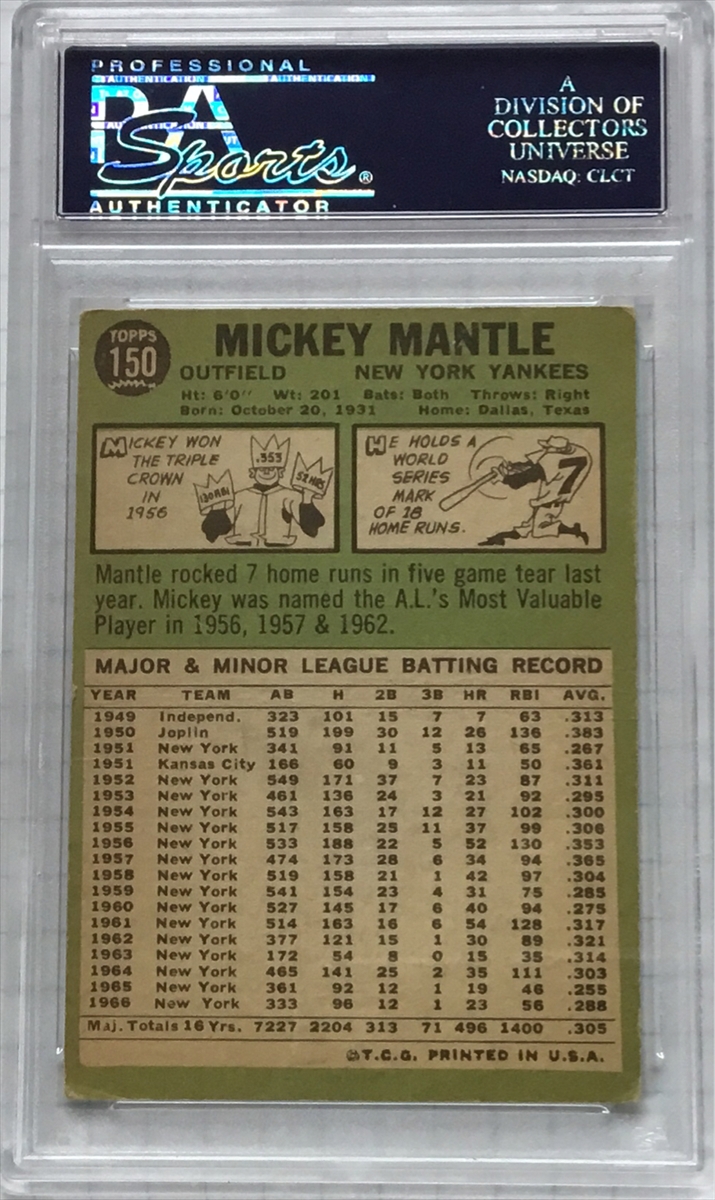 PROFESSIONAL
PSA
Sports®
AUTHENTICATOR
A
DIVISION OF
COLLECTORS
UNIVERSE
NASDAQ: CLCT
TOPPS
150
MICKEY MANTLE
OUTFIELD NEW YORK YANKEES
Ht: 6'0" Wt: 201 Bats: Both Throws: Right
Born: October 20, 1931 Home: Dallas, Texas
MICKEY WON
THE TRIPLE
CROWN
IN
1956
130 RBI
.353
52 HRS
HE HOLDS A
WORLD
SERIES
MARK
OF 18
HOME RUNS.
7
Mantle rocked 7 home runs in five game tear last
year. Mickey was named the A.L.'s Most Valuable
Player in 1956, 1957 & 1962.
MAJOR & MINOR LEAGUE BATTING RECORD
YEAR TEAM AB H 2B 3B HR RBI AVG.
1949 Independ. 323 101 15 7 7 63 .313
1950 Joplin 519 199 30 12 26 136 .383
1951 New York 341 91 11 5 13 65 .267
1951 Kansas City 166 60 9 3 11 50 .361
1952 New York 549 171 37 7 23 87 .311
1953 New York 461 136 24 3 21 92 .295
1954 New York 543 163 17 12 27 102 .300
1955 New York 517 158 25 11 37 99 .306
1956 New York 533 188 22 5 52 130 .353
1957 New York 474 173 28 6 34 94 .365
1958 New York 519 158 21 1 42 97 .304
1959 New York 541 154 23 4 31 75 .285
1960 New York 527 145 17 6 40 94 .275
1961 New York 514 163 16 6 54 128 .317
1962 New York 377 121 15 1 30 89 .321
1963 New York 172 54 8 0 15 35 .314
1964 New York 465 141 25 2 35 111 .303
1965 New York 361 92 12 1 19 46 .255
1966 New York 333 96 12 1 23 56 .288
Maj. Totals 16 Yrs. 7227 2204 313 71 496 1400 .305
©T.C.G. PRINTED IN U.S.A.